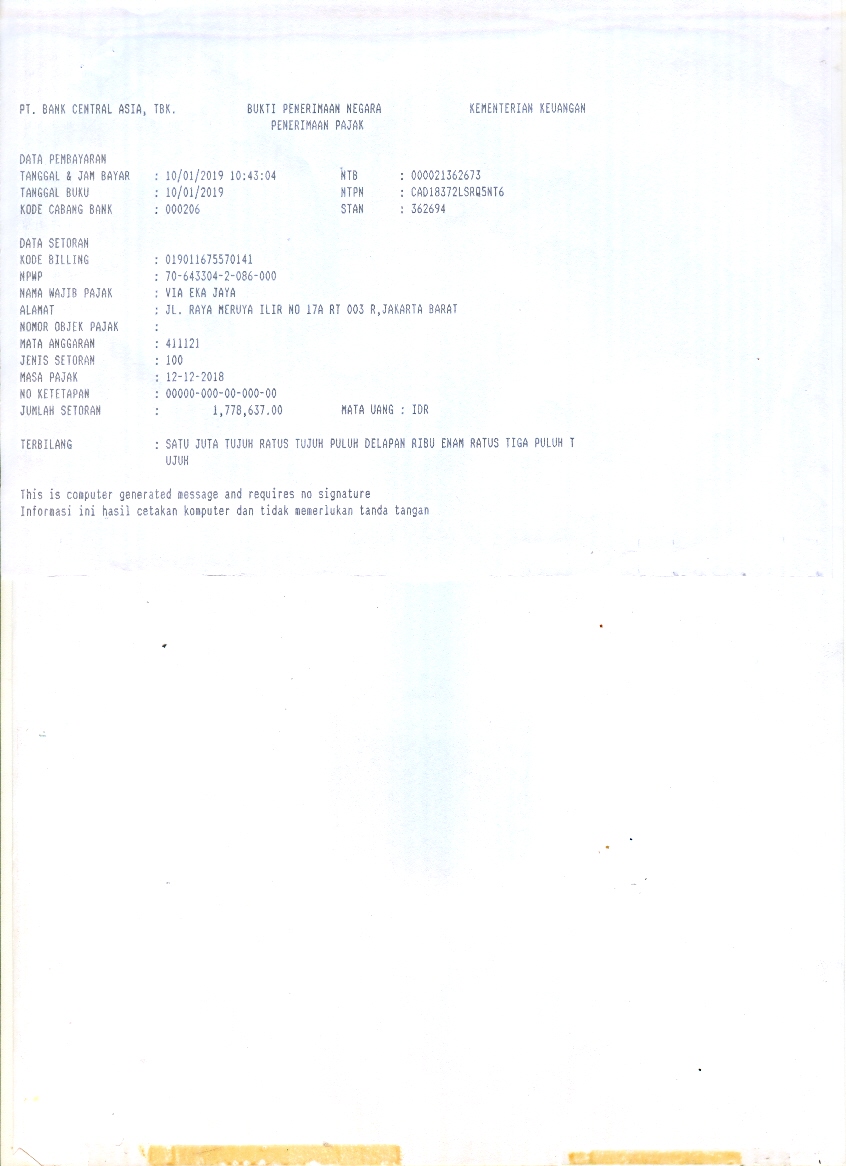 PT. BANK CENTRAL ASIA, TBK. BUKTI PENERIMAAN NEGARA KEMENTERIAN KEUANGAN
PENERIMAAN PAJAK
DATA PEMBAYARAN
TANGGAL & JAM BAYAR : 10/01/2019 10:43:04 NTB : 000021362673
TANGGAL BUKU : 10/01/2019 NTPN : CAD18372LSRQ5NT6
KODE CABANG BANK : 000206 STAN : 362694
DATA SETORAN
KODE BILLING : 019011675570141
NPWP : 70-643304-2-086-000
NAMA WAJIB PAJAK : VIA EKA JAYA
ALAMAT : JL. RAYA MERUYA ILIR NO 17A RT 003 R,JAKARTA BARAT
NOMOR OBJEK PAJAK :
MATA ANGGARAN : 411121
JENIS SETORAN : 100
MASA PAJAK : 12-12-2018
NO KETETAPAN : 00000-000-00-000-00
JUMLAH SETORAN : 1,778,637.00 MATA UANG : IDR
TERBILANG : SATU JUTA TUJUH RATUS TUJUH PULUH DELAPAN RIBU ENAM RATUS TIGA PULUH T
UJUH
This is computer generated message and requires no signature
Informasi ini hasil cetakan komputer dan tidak memerlukan tanda tangan